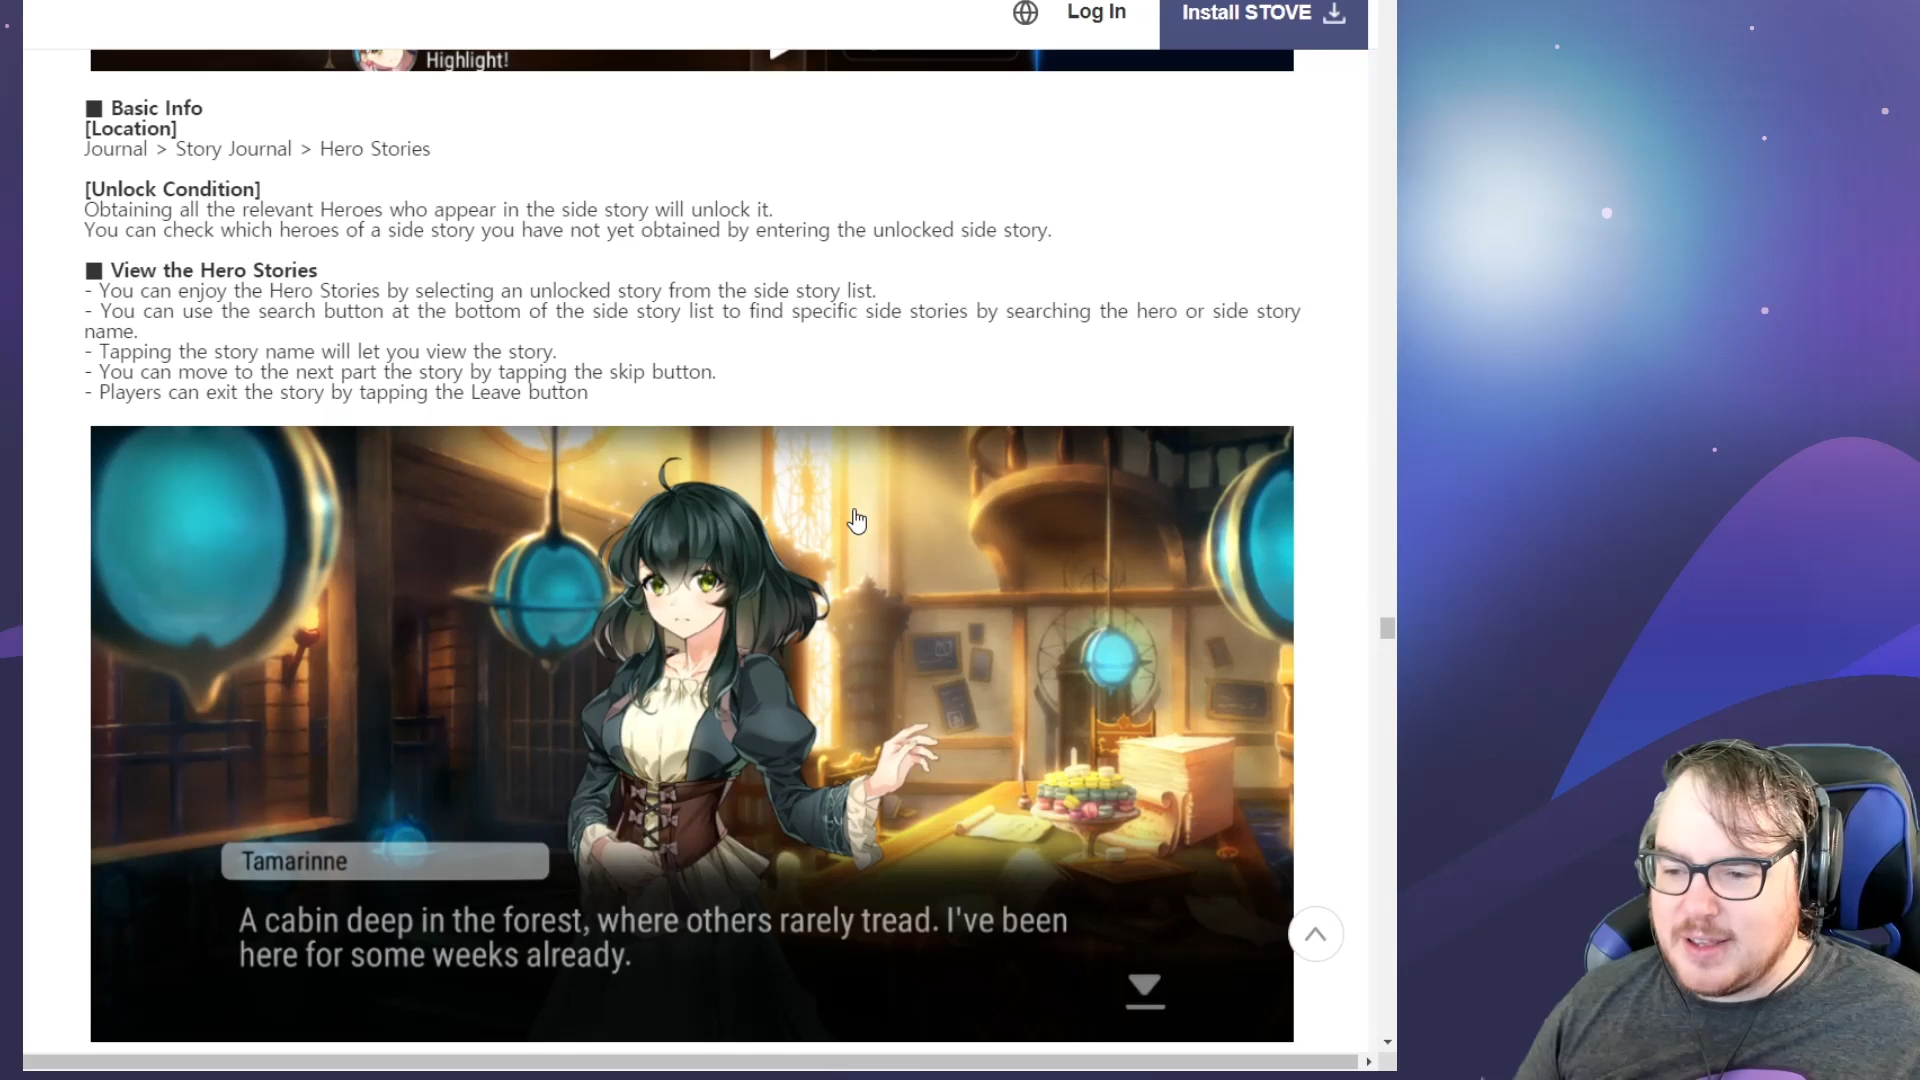 Log In
Install STOVE
Highlight!
■ Basic Info
[Location]
Journal > Story Journal > Hero Stories
[Unlock Condition]
Obtaining all the relevant Heroes who appear in the side story will unlock it.
You can check which heroes of a side story you have not yet obtained by entering the unlocked side story.
■ View the Hero Stories
- You can enjoy the Hero Stories by selecting an unlocked story from the side story list.
- You can use the search button at the bottom of the side story list to find specific side stories by searching the hero or side story
name.
- Tapping the story name will let you view the story.
- You can move to the next part the story by tapping the skip button.
- Players can exit the story by tapping the Leave button
Tamarinne
A cabin deep in the forest, where others rarely tread. I've been
here for some weeks already.